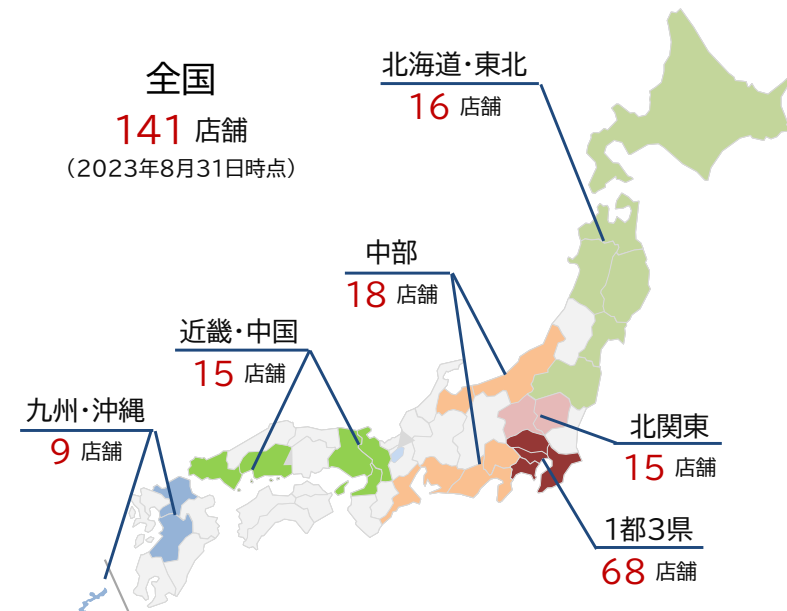 全国
141 店舗
（2023年8月31日時点）
北海道・東北
16 店舗
中部
18 店舗
近畿・中国
15 店舗
九州・沖縄
9 店舗
北関東
15 店舗
1都3県
68 店舗